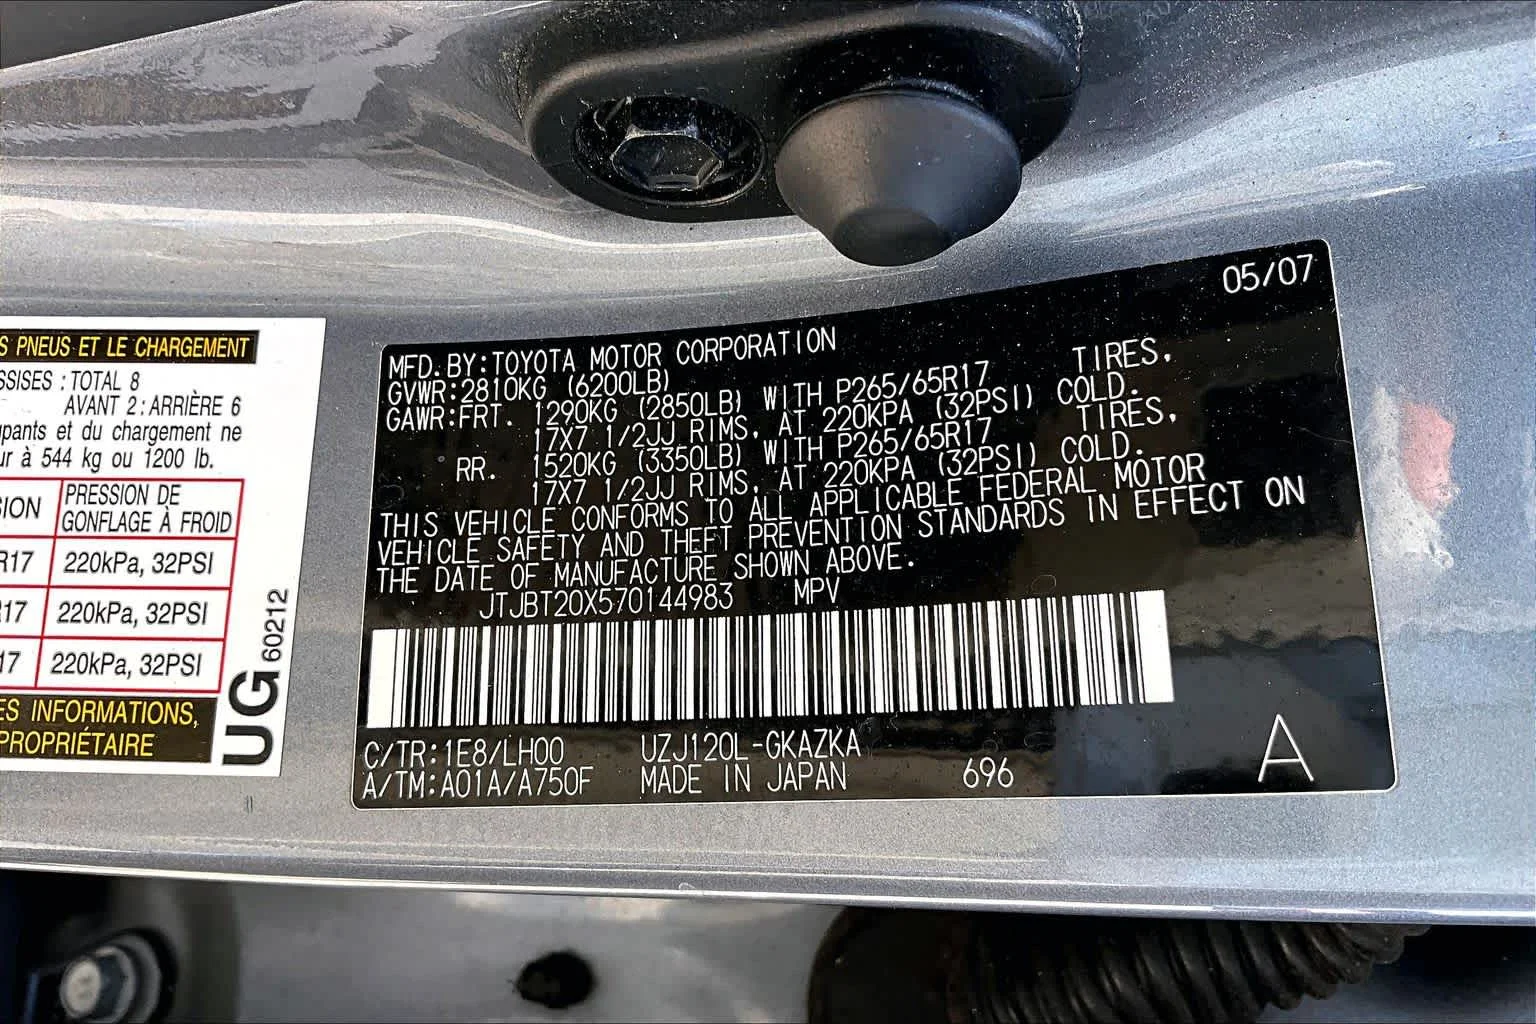 S PNEUS ET LE CHARGEMENT
SSISES : TOTAL 8
AVANT 2 : ARRIÈRE 6
upants et du chargement ne
ur à 544 kg ou 1200 lb.
SION
PRESSION DE
GONFLAGE À FROID
R17 220kPa, 32PSI
R17 220kPa, 32PSI
17 220kPa, 32PSI
ES INFORMATIONS,
PROPRIÉTAIRE
UG 60212
05/07
MFD. BY: TOYOTA MOTOR CORPORATION
GVWR: 2810KG (6200LB)
GAWR: FRT. 1290KG (2850LB) WITH P265/65R17 TIRES,
17X7 1/2JJ RIMS, AT 220KPA (32PSI) COLD.
RR. 1520KG (3350LB) WITH P265/65R17 TIRES,
17X7 1/2JJ RIMS, AT 220KPA (32PSI) COLD.
THIS VEHICLE CONFORMS TO ALL APPLICABLE FEDERAL MOTOR
VEHICLE SAFETY AND THEFT PREVENTION STANDARDS IN EFFECT ON
THE DATE OF MANUFACTURE SHOWN ABOVE.
JTJBT20X570144983 MPV
C/TR: 1E8/LH00 UZJ120L-GKAZKA
A/TM: A01A/A750F MADE IN JAPAN 696 A